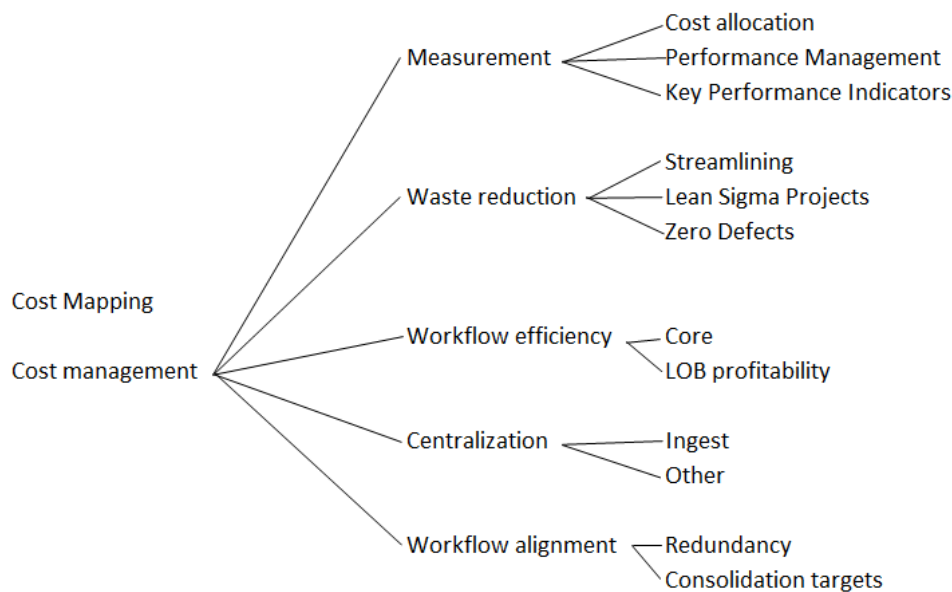 Cost Mapping
Cost management
Measurement
Cost allocation
Performance Management
Key Performance Indicators
Waste reduction
Streamlining
Lean Sigma Projects
Zero Defects
Workflow efficiency
Core
LOB profitability
Centralization
Ingest
Other
Workflow alignment
Redundancy
Consolidation targets